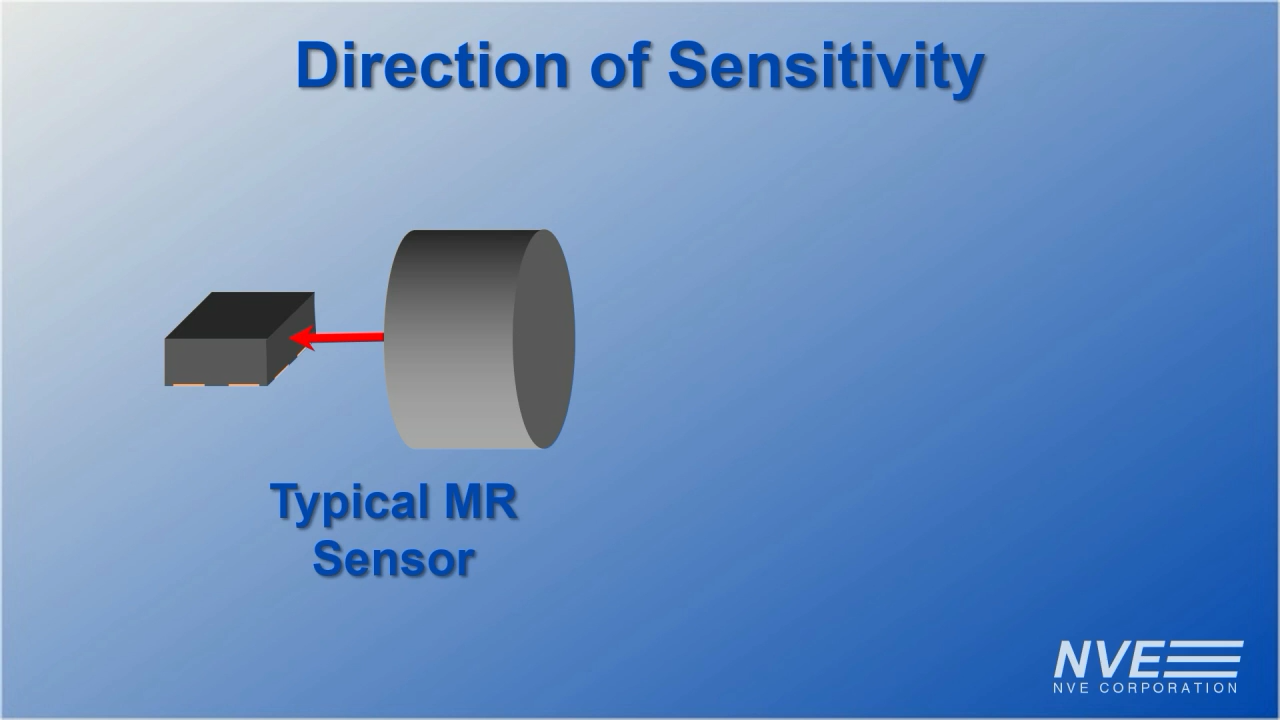 Direction of Sensitivity
Typical MR
Sensor
NVE
NVE CORPORATION